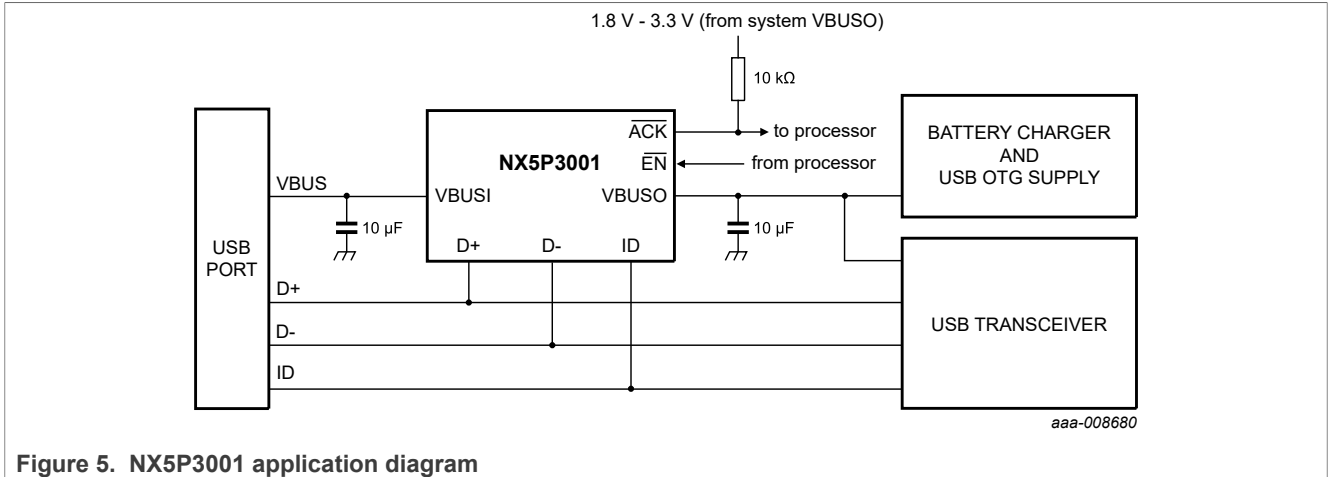 1.8 V - 3.3 V (from system VBUSO)
10 kΩ
ACK
to processor
NX5P3001
EN
from processor
BATTERY CHARGER
AND
USB OTG SUPPLY
VBUS
VBUSI
VBUSO
10 µF
10 µF
D+
D-
ID
USB
PORT
D+
D-
ID
USB TRANSCEIVER
aaa-008680
Figure 5. NX5P3001 application diagram